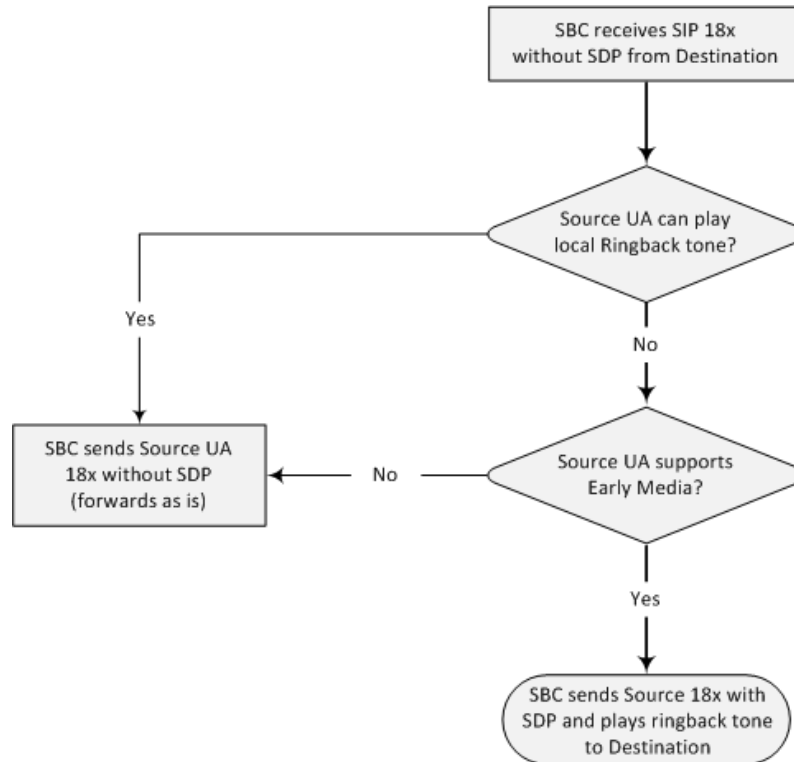 SBC receives SIP 18x
without SDP from Destination
Source UA can play
local Ringback tone?
Yes
No
SBC sends Source UA
18x without SDP
(forwards as is)
No
Source UA supports
Early Media?
Yes
SBC sends Source 18x with
SDP and plays ringback tone
to Destination